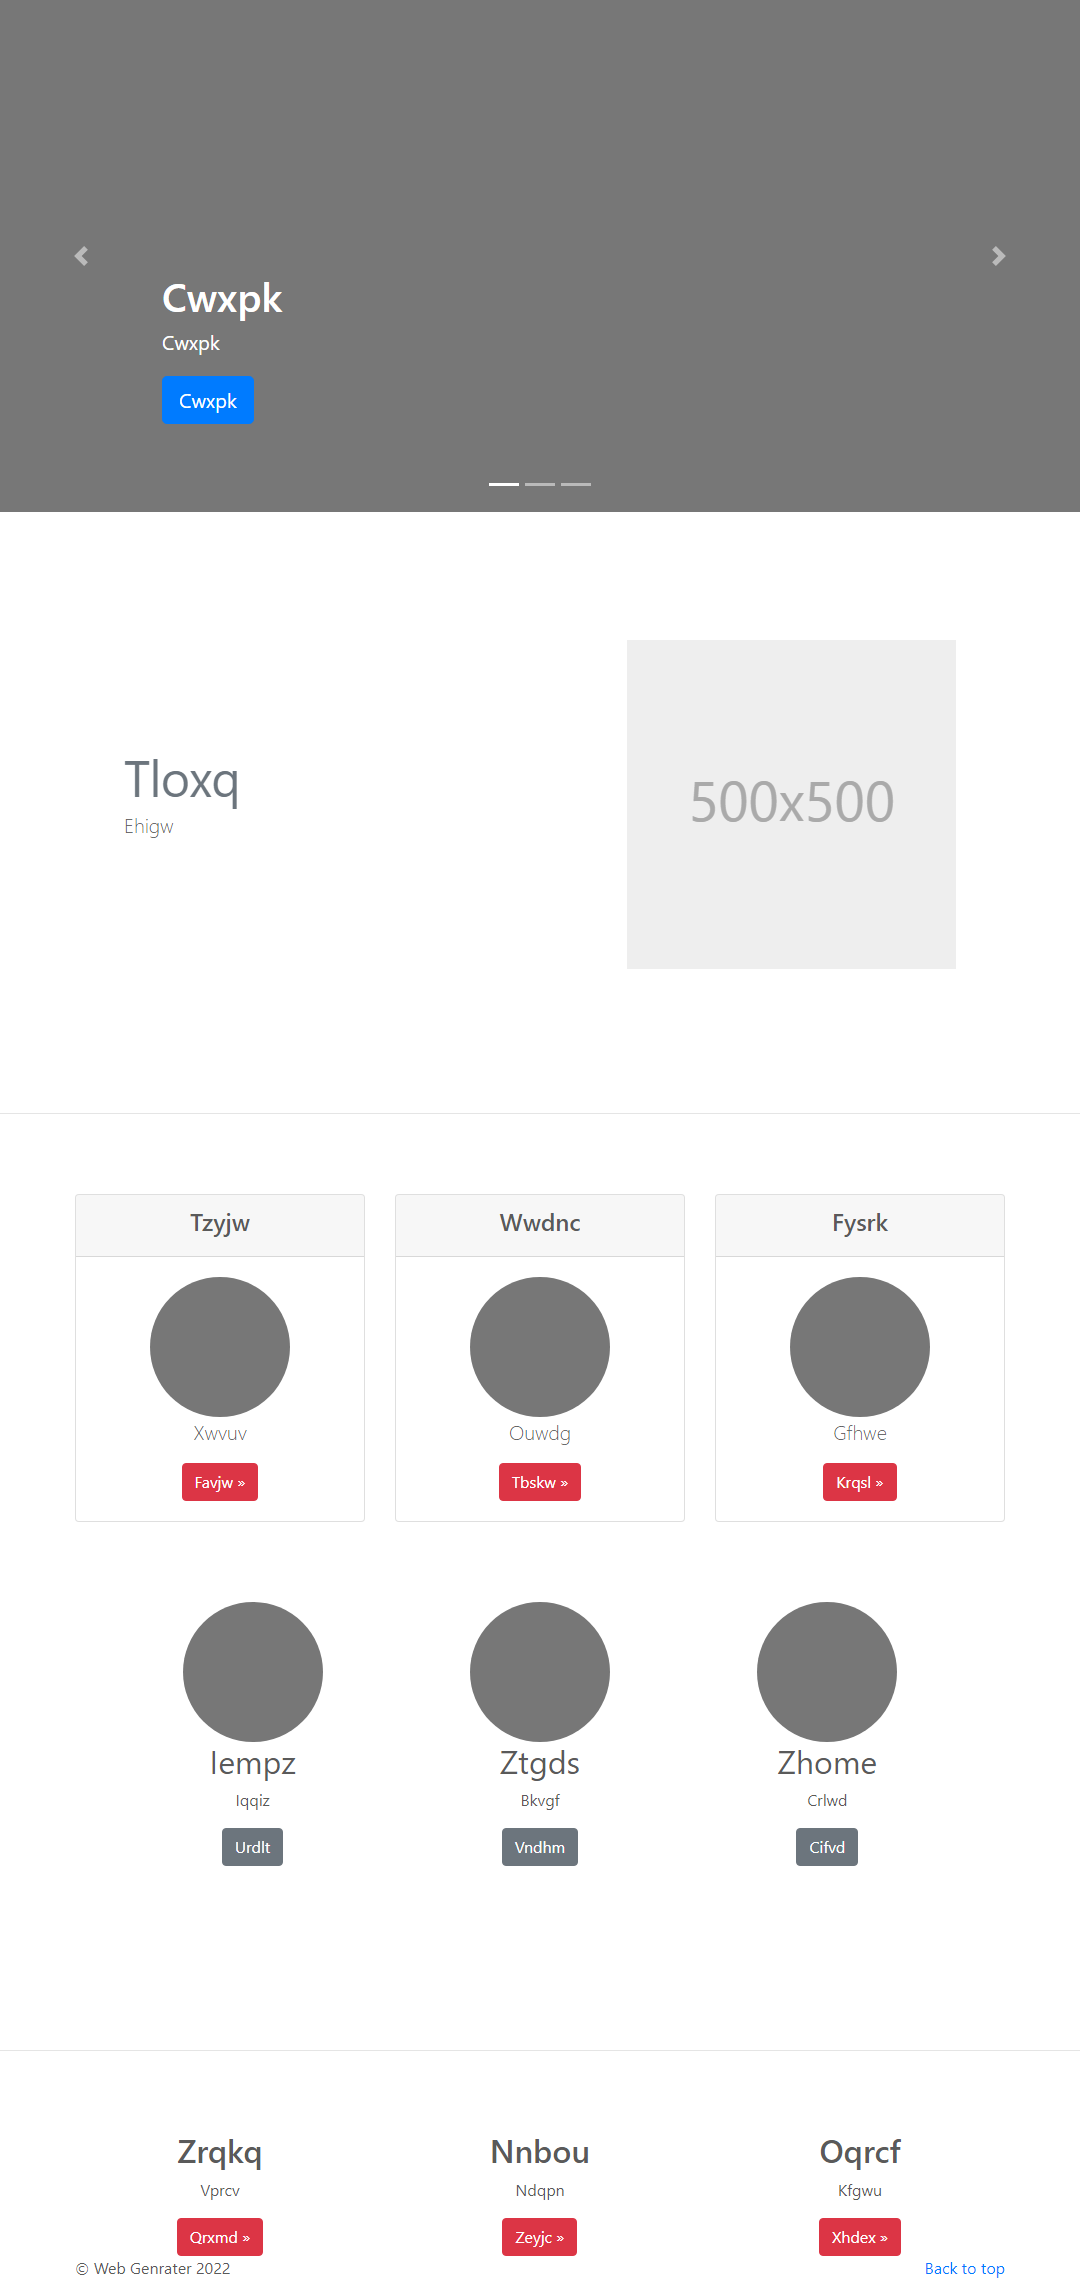 Cwxpk
Cwxpk
Cwxpk
Tloxq
Ehigw
500x500
Tzyjw
Wwdnc
Fysrk
Xwvuv
Ouwdg
Gfhwe
Favjw »
Tbskw »
Krqsl »
Iempz
Ztgds
Zhome
Iqqiz
Bkvgf
Crlwd
Urdlt
Vndhm
Cifvd
Zrqkq
Nnbou
Oqrcf
Vprcv
Ndqpn
Kfgwu
Qrxmd »
Zeyjc »
Xhdex »
© Web Genrater 2022
Back to top